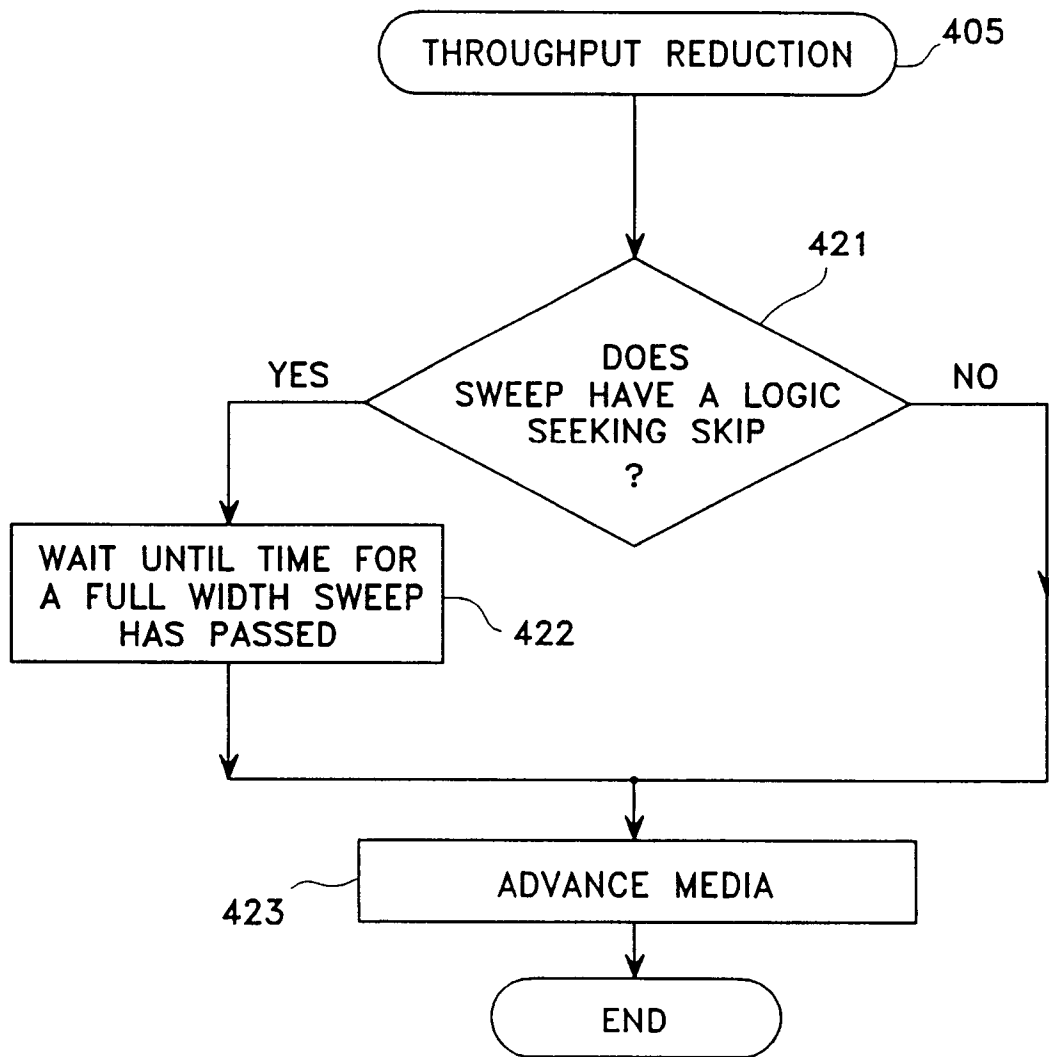 THROUGHPUT REDUCTION
405
421
DOES
SWEEP HAVE A LOGIC
SEEKING SKIP
?
YES
NO
WAIT UNTIL TIME FOR
A FULL WIDTH SWEEP
HAS PASSED
422
ADVANCE MEDIA
423
END